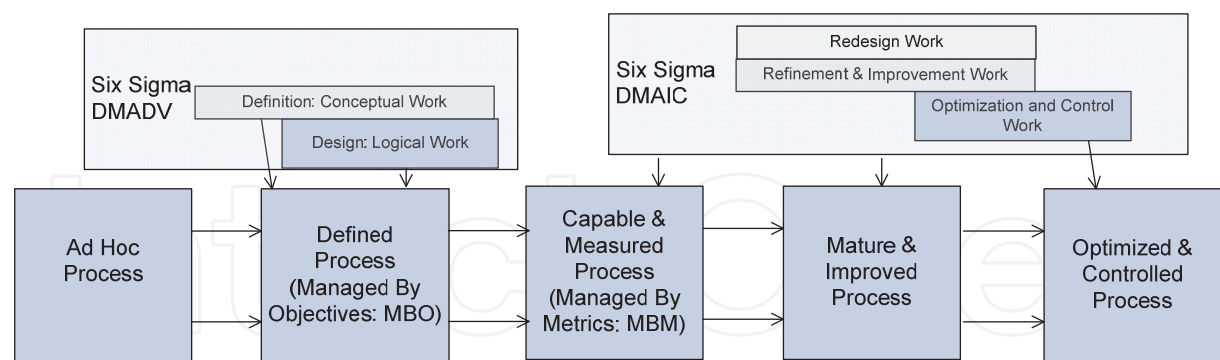 Six Sigma
DMADV
Definition: Conceptual Work
Design: Logical Work
Six Sigma
DMAIC
Redesign Work
Refinement & Improvement Work
Optimization and Control
Work
Ad Hoc
Process
Defined
Process
(Managed By
Objectives: MBO)
Capable &
Measured
Process
(Managed By
Metrics: MBM)
Mature &
Improved
Process
Optimized &
Controlled
Process